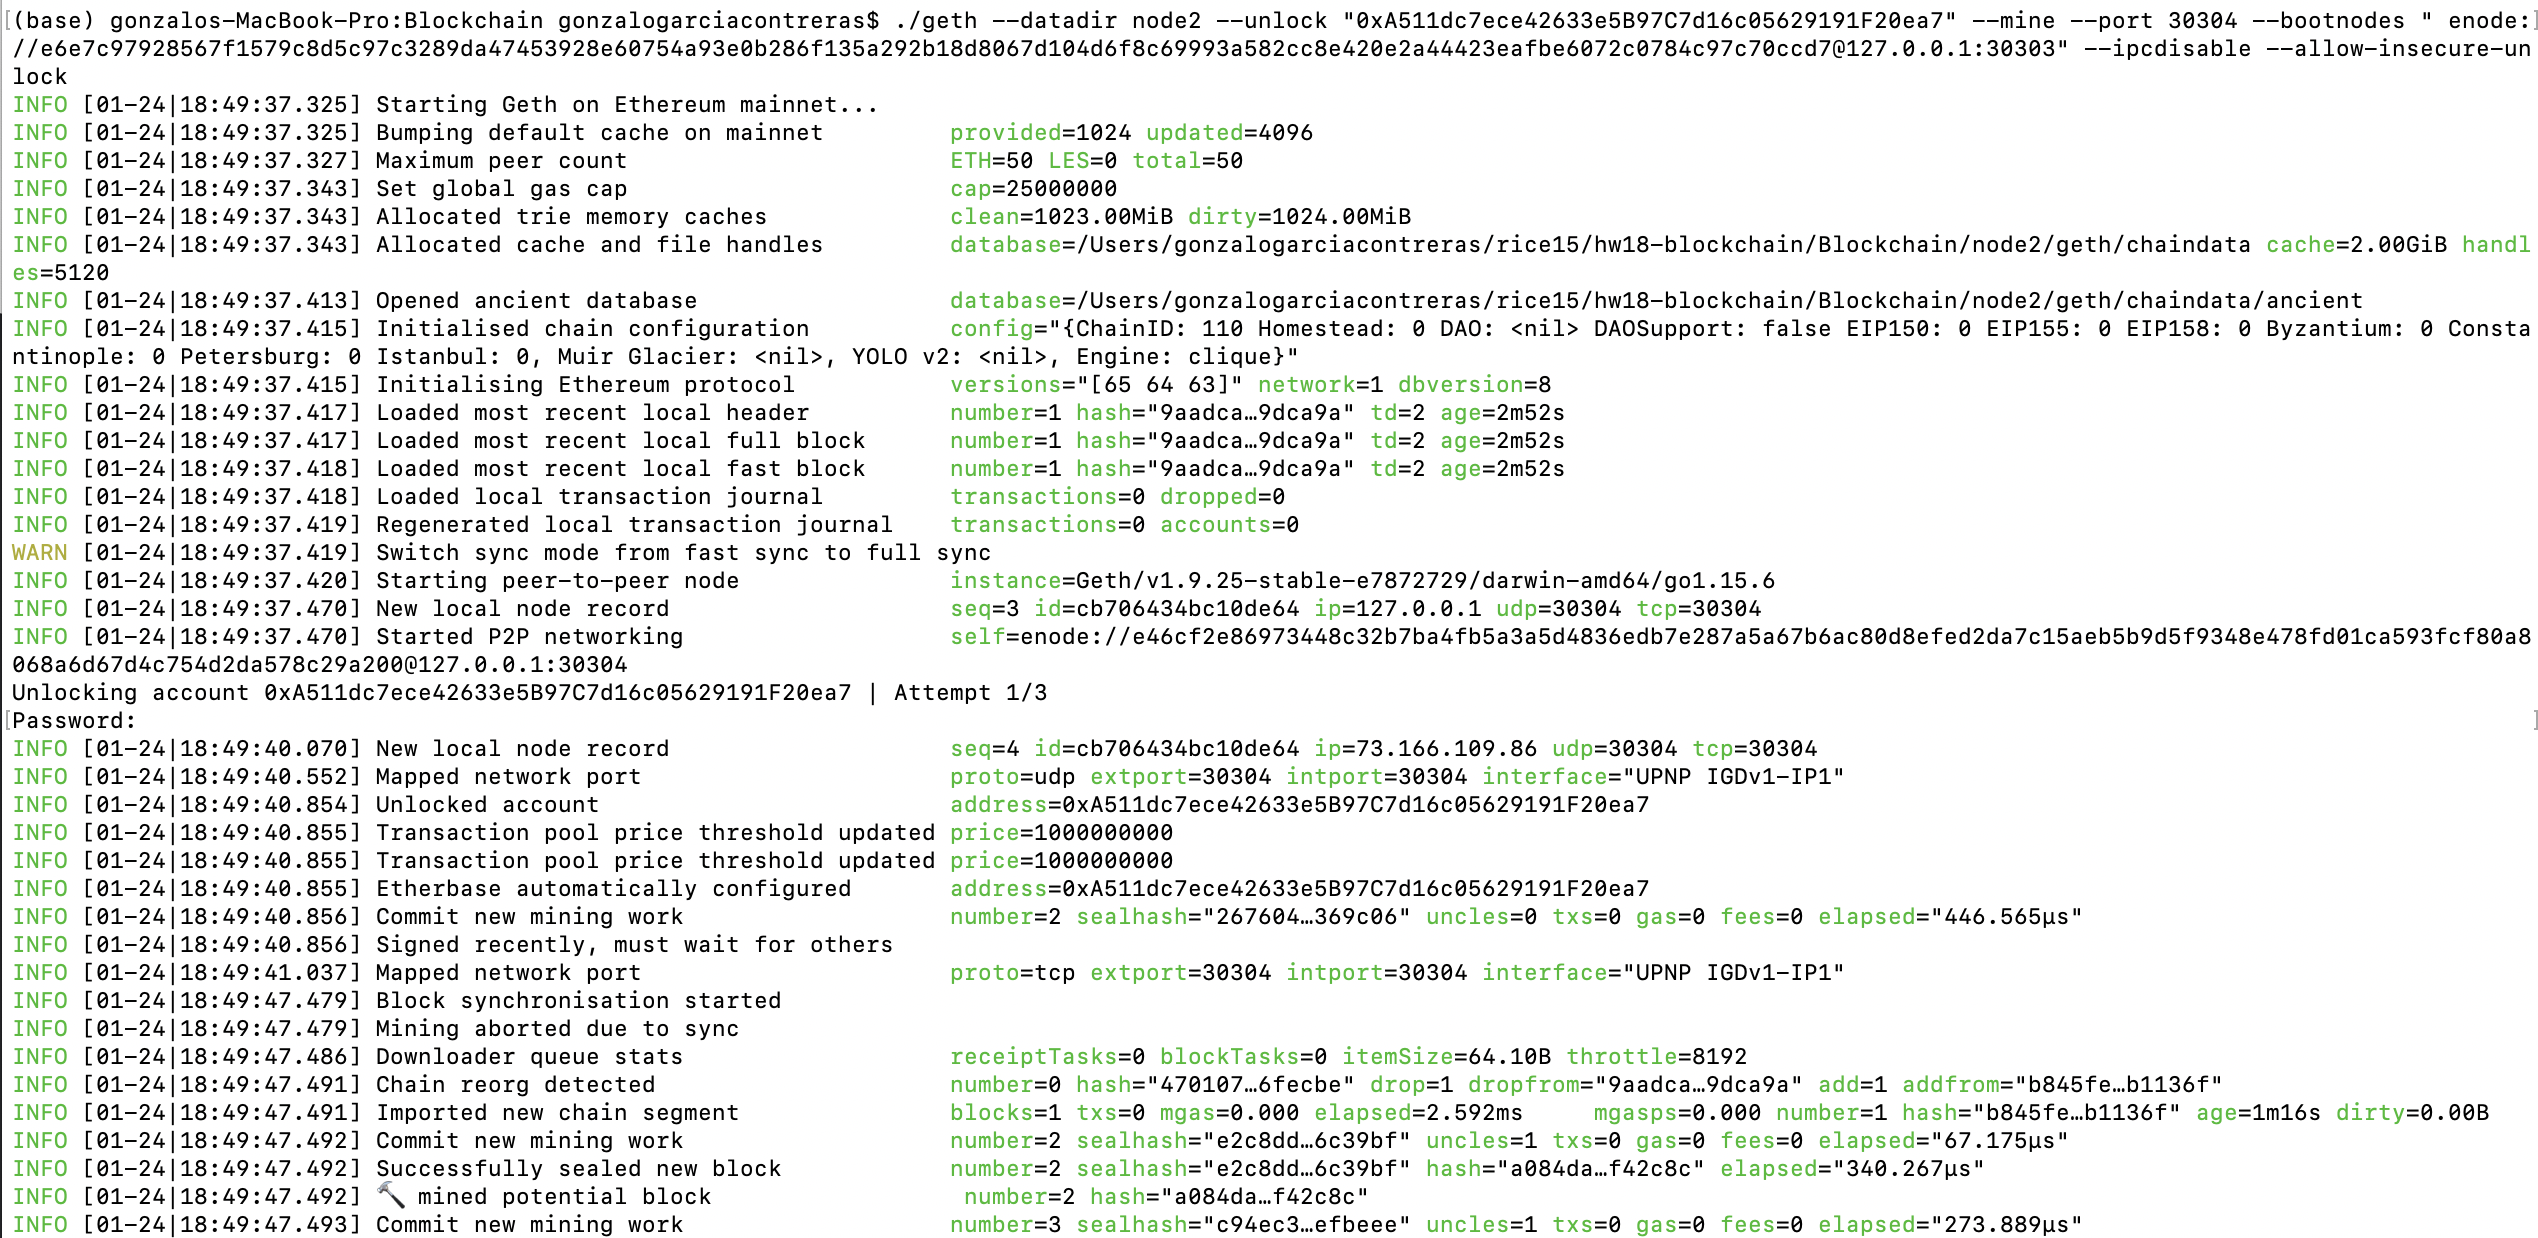 (base) gonzalos-MacBook-Pro:Blockchain gonzalogarciacontreras$ ./geth --datadir node2 --unlock "0xA511dc7ece42633e5B97C7d16c05629191F20ea7" --mine --port 30304 --bootnodes " enode:
//e6e7c97928567f1579c8d5c97c3289da47453928e60754a93e0b286f135a292b18d8067d104d6f8c69993a582cc8e420e2a44423eafbe6072c0784c97c70ccd7@127.0.0.1:30303" --ipcdisable --allow-insecure-un
lock
INFO [01-24|18:49:37.325] Starting Geth on Ethereum mainnet...
INFO [01-24|18:49:37.325] Bumping default cache on mainnet         provided=1024 updated=4096
INFO [01-24|18:49:37.327] Maximum peer count                       ETH=50 LES=0 total=50
INFO [01-24|18:49:37.343] Set global gas cap                       cap=25000000
INFO [01-24|18:49:37.343] Allocated trie memory caches             clean=1023.00MiB dirty=1024.00MiB
INFO [01-24|18:49:37.343] Allocated cache and file handles         database=/Users/gonzalogarciacontreras/rice15/hw18-blockchain/Blockchain/node2/geth/chaindata cache=2.00GiB handl
es=5120
INFO [01-24|18:49:37.413] Opened ancient database                  database=/Users/gonzalogarciacontreras/rice15/hw18-blockchain/Blockchain/node2/geth/chaindata/ancient
INFO [01-24|18:49:37.415] Initialised chain configuration          config="{ChainID: 110 Homestead: 0 DAO: <nil> DAOSupport: false EIP150: 0 EIP155: 0 EIP158: 0 Byzantium: 0 Consta
ntinople: 0 Petersburg: 0 Istanbul: 0, Muir Glacier: <nil>, YOLO v2: <nil>, Engine: clique}"
INFO [01-24|18:49:37.415] Initialising Ethereum protocol           versions="[65 64 63]" network=1 dbversion=8
INFO [01-24|18:49:37.417] Loaded most recent local header          number=1 hash="9aadca…9dca9a" td=2 age=2m52s
INFO [01-24|18:49:37.417] Loaded most recent local full block      number=1 hash="9aadca…9dca9a" td=2 age=2m52s
INFO [01-24|18:49:37.418] Loaded most recent local fast block      number=1 hash="9aadca…9dca9a" td=2 age=2m52s
INFO [01-24|18:49:37.418] Loaded local transaction journal         transactions=0 dropped=0
INFO [01-24|18:49:37.419] Regenerated local transaction journal    transactions=0 accounts=0
WARN [01-24|18:49:37.419] Switch sync mode from fast sync to full sync
INFO [01-24|18:49:37.420] Starting peer-to-peer node               instance=Geth/v1.9.25-stable-e7872729/darwin-amd64/go1.15.6
INFO [01-24|18:49:37.470] New local node record                    seq=3 id=cb706434bc10de64 ip=127.0.0.1 udp=30304 tcp=30304
INFO [01-24|18:49:37.470] Started P2P networking                   self=enode://e46cf2e86973448c32b7ba4fb5a3a5d4836edb7e287a5a67b6ac80d8efed2da7c15aeb5b9d5f9348e478fd01ca593fcf80a8
068a6d67d4c754d2da578c29a200@127.0.0.1:30304
Unlocking account 0xA511dc7ece42633e5B97C7d16c05629191F20ea7 | Attempt 1/3
Password:
INFO [01-24|18:49:40.070] New local node record                    seq=4 id=cb706434bc10de64 ip=73.166.109.86 udp=30304 tcp=30304
INFO [01-24|18:49:40.552] Mapped network port                      proto=udp extport=30304 intport=30304 interface="UPNP IGDv1-IP1"
INFO [01-24|18:49:40.854] Unlocked account                         address=0xA511dc7ece42633e5B97C7d16c05629191F20ea7
INFO [01-24|18:49:40.855] Transaction pool price threshold updated price=1000000000
INFO [01-24|18:49:40.855] Transaction pool price threshold updated price=1000000000
INFO [01-24|18:49:40.855] Etherbase automatically configured       address=0xA511dc7ece42633e5B97C7d16c05629191F20ea7
INFO [01-24|18:49:40.856] Commit new mining work                   number=2 sealhash="267604…369c06" uncles=0 txs=0 gas=0 fees=0 elapsed="446.565µs"
INFO [01-24|18:49:40.856] Signed recently, must wait for others
INFO [01-24|18:49:41.037] Mapped network port                      proto=tcp extport=30304 intport=30304 interface="UPNP IGDv1-IP1"
INFO [01-24|18:49:47.479] Block synchronisation started
INFO [01-24|18:49:47.479] Mining aborted due to sync
INFO [01-24|18:49:47.486] Downloader queue stats                   receiptTasks=0 blockTasks=0 itemSize=64.10B throttle=8192
INFO [01-24|18:49:47.491] Chain reorg detected                     number=0 hash="470107…6fecbe" drop=1 dropfrom="9aadca…9dca9a" add=1 addfrom="b845fe…b1136f"
INFO [01-24|18:49:47.491] Imported new chain segment               blocks=1 txs=0 mgas=0.000 elapsed=2.592ms     mgasps=0.000 number=1 hash="b845fe…b1136f" age=1m16s dirty=0.00B
INFO [01-24|18:49:47.492] Commit new mining work                   number=2 sealhash="e2c8dd…6c39bf" uncles=1 txs=0 gas=0 fees=0 elapsed="67.175µs"
INFO [01-24|18:49:47.492] Successfully sealed new block            number=2 sealhash="e2c8dd…6c39bf" hash="a084da…f42c8c" elapsed="340.267µs"
INFO [01-24|18:49:47.492] 🔨 mined potential block                  number=2 hash="a084da…f42c8c"
INFO [01-24|18:49:47.493] Commit new mining work                   number=3 sealhash="c94ec3…efbeee" uncles=1 txs=0 gas=0 fees=0 elapsed="273.889µs"